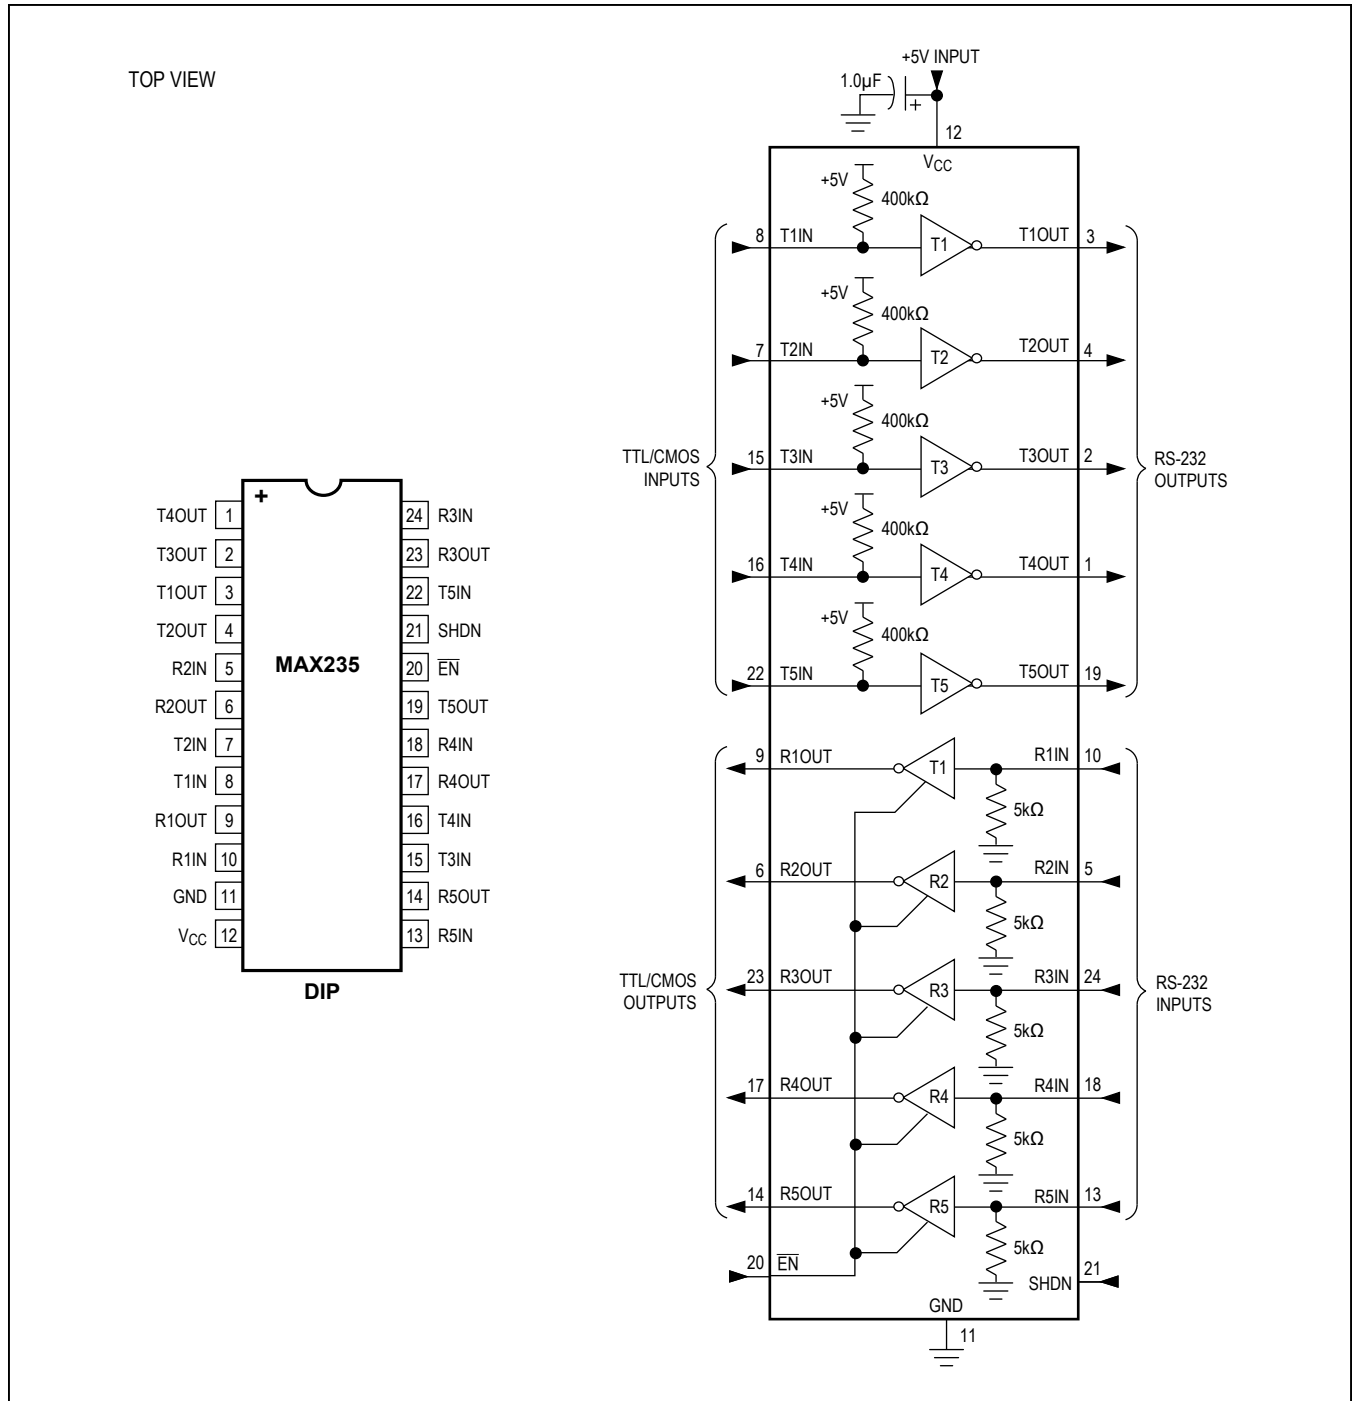 TOP VIEW
+
T4OUT 1
T3OUT 2
T1OUT 3
T2OUT 4
R2IN 5
R2OUT 6
T2IN 7
T1IN 8
R1OUT 9
R1IN 10
GND 11
VCC 12
MAX235
24 R3IN
23 R3OUT
22 T5IN
21 SHDN
20 E̅N̅
19 T5OUT
18 R4IN
17 R4OUT
16 T4IN
15 T3IN
14 R5OUT
13 R5IN
DIP
+5V INPUT
1.0µF
+
12
VCC
+5V
400kΩ
8 T1IN T1 T1OUT 3
+5V
400kΩ
7 T2IN T2 T2OUT 4
+5V
400kΩ
15 T3IN T3 T3OUT 2
+5V
400kΩ
16 T4IN T4 T4OUT 1
+5V
400kΩ
22 T5IN T5 T5OUT 19
TTL/CMOS
INPUTS
RS-232
OUTPUTS
9 R1OUT T1 R1IN 10
5kΩ
6 R2OUT R2 R2IN 5
5kΩ
23 R3OUT R3 R3IN 24
5kΩ
17 R4OUT R4 R4IN 18
5kΩ
14 R5OUT R5 R5IN 13
5kΩ
TTL/CMOS
OUTPUTS
RS-232
INPUTS
20 E̅N̅
SHDN 21
GND
11